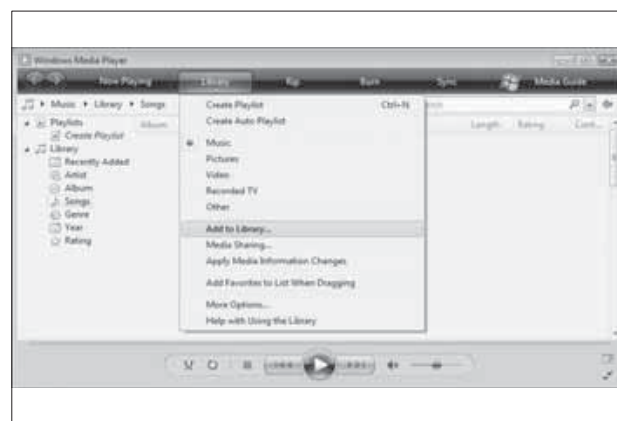 Windows Media Player
Now Playing Library Rip Burn Sync Media Guide
Music Library Songs
Playlists
Create Playlist
Library
Recently Added
Artist
Album
Songs
Genre
Year
Rating
Album
Create Playlist Ctrl+N
Create Auto Playlist
Music
Pictures
Video
Recorded TV
Other
Add to Library...
Media Sharing...
Apply Media Information Changes
Add Favorites to List When Dragging
More Options...
Help with Using the Library
Length Rating